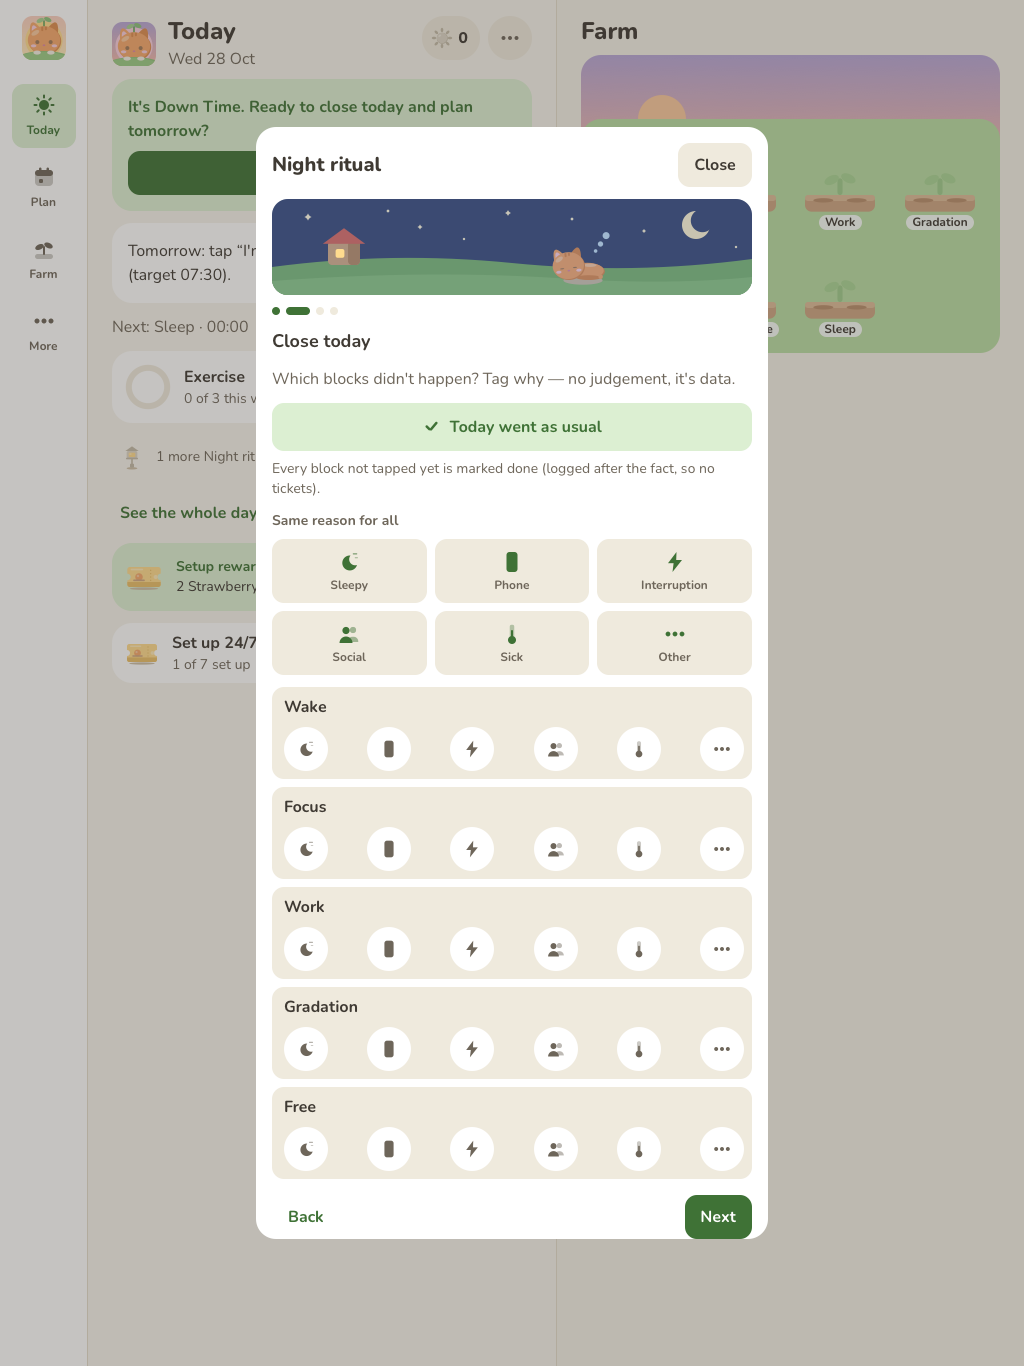 Today
Plan
Farm
More
Today
Wed 28 Oct
0
It's Down Time. Ready to close today and plan
tomorrow?
Tomorrow: tap “I'r
(target 07:30).
Next: Sleep · 00:00
Exercise
0 of 3 this w
1 more Night rit
See the whole day
Setup rewar
2 Strawberry
Set up 24/7
1 of 7 set up
Farm
Work
Gradation
e
Sleep
Night ritual
Close
Close today
Which blocks didn't happen? Tag why — no judgement, it's data.
Today went as usual
Every block not tapped yet is marked done (logged after the fact, so no
tickets).
Same reason for all
Sleepy
Phone
Interruption
Social
Sick
Other
Wake
Focus
Work
Gradation
Free
Back
Next